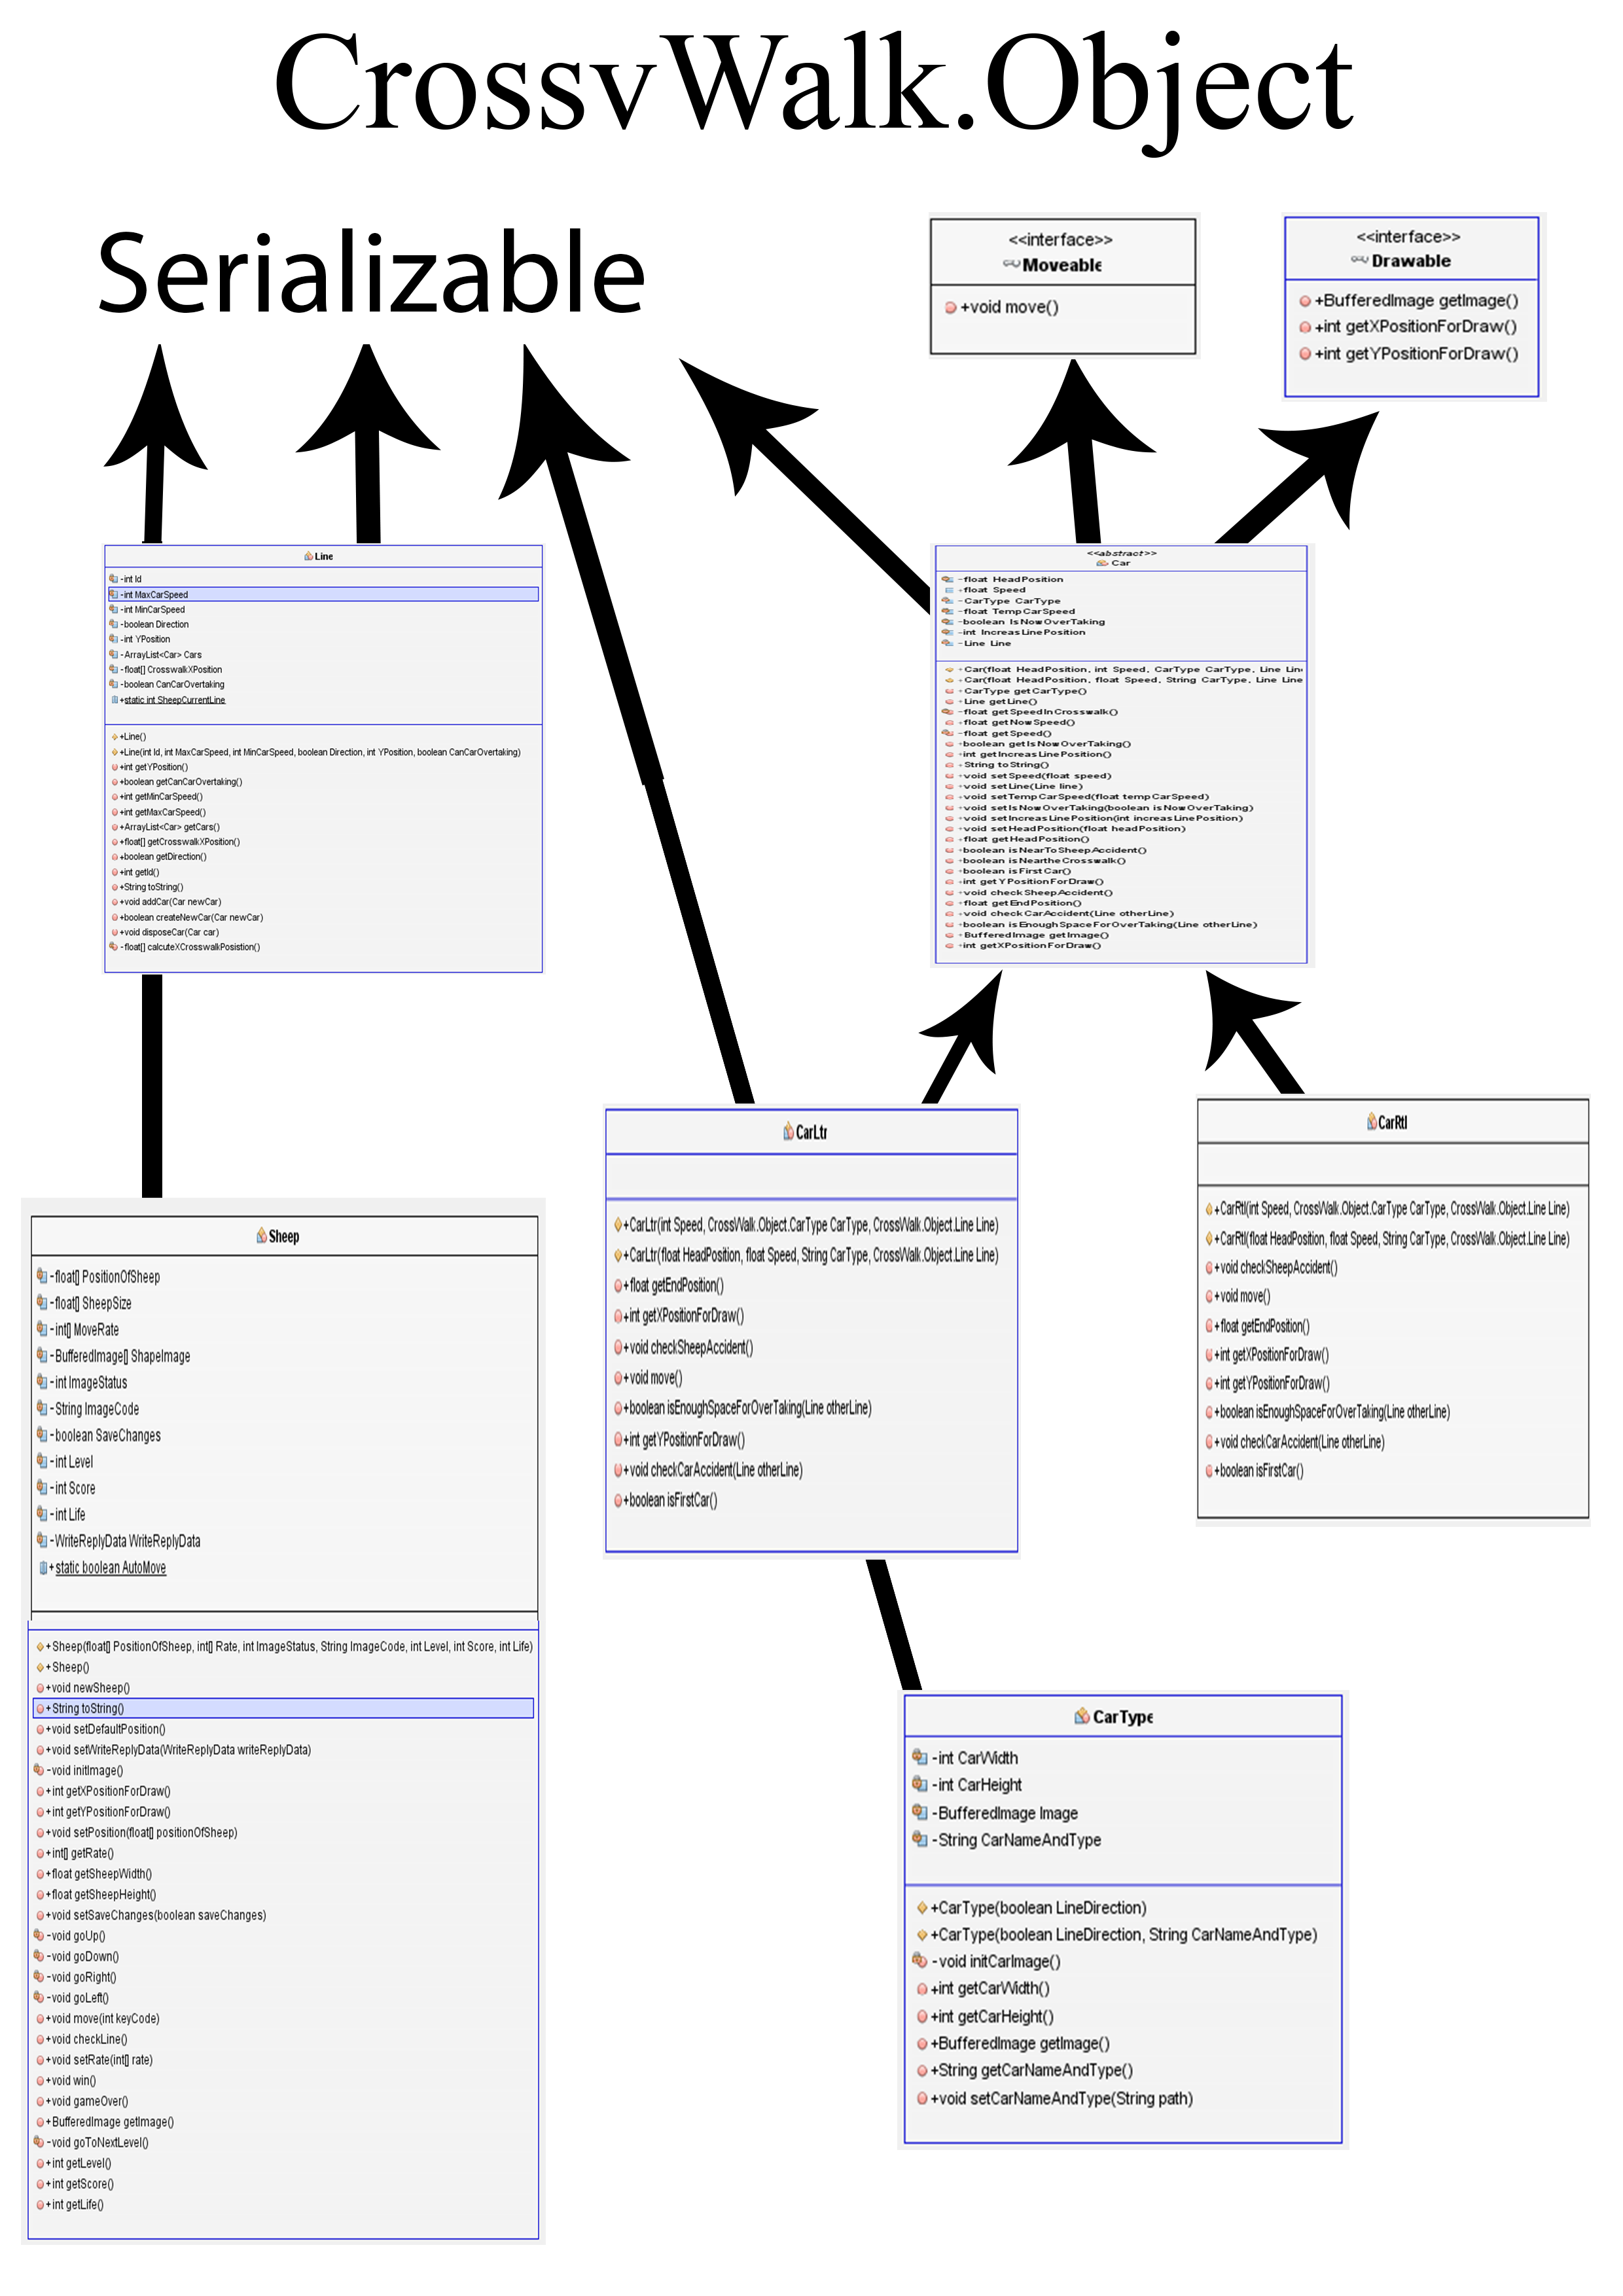 CrossvWalk.Object
Serializable
<<interface>>
Moveable
+void move()
<<interface>>
Drawable
+BufferedImage getImage()
+int getXPositionForDraw()
+int getYPositionForDraw()
Line
-int Id
-int MaxCarSpeed
-int MinCarSpeed
-boolean Direction
-int YPosition
-ArrayList<Car> Cars
-float[] CrosswalkXPosition
-boolean CanCarOvertaking
+static int SheepCurrentLine
+Line()
+Line(int Id, int MaxCarSpeed, int MinCarSpeed, boolean Direction, int YPosition, boolean CanCarOvertaking)
+int getYPosition()
+boolean getCanCarOvertaking()
+int getMinCarSpeed()
+int getMaxCarSpeed()
+ArrayList<Car> getCars()
+float[] getCrosswalkXPosition()
+boolean getDirection()
+int getId()
+String toString()
+void addCar(Car newCar)
+boolean createNewCar(Car newCar)
+void disposeCar(Car car)
-float[] calcuteXCrosswalkPosistion()
<<abstract>>
Car
-float HeadPosition
+float Speed
-CarType CarType
-float TempCarSpeed
-boolean IsNowOverTaking
-int IncreasLinePosition
-Line Line
+Car(float HeadPosition, int Speed, CarType CarType, Line Line
+Car(float HeadPosition, float Speed, String CarType, Line Line
+CarType getCarType()
+Line getLine()
-float getSpeedInCrosswalk()
+float getNowSpeed()
-float getSpeed()
+boolean getIsNowOverTaking()
+int getIncreasLinePosition()
+String toString()
+void setSpeed(float speed)
+void setLine(Line line)
+void setTempCarSpeed(float tempCarSpeed)
+void setIsNowOverTaking(boolean isNowOverTaking)
+void setIncreasLinePosition(int increasLinePosition)
+void setHeadPosition(float headPosition)
+float getHeadPosition()
+boolean isNearToSheepAccident()
+boolean isNeartheCrosswalk()
+boolean isFirstCar()
+int getYPositionForDraw()
+void checkSheepAccident()
+float getEndPosition()
+void checkCarAccident(Line otherLine)
+boolean isEnoughSpaceForOverTaking(Line otherLine)
+BufferedImage getImage()
+int getXPositionForDraw()
CarLtr
+CarLtr(int Speed, CrossWalk.Object.CarType CarType, CrossWalk.Object.Line Line)
+CarLtr(float HeadPosition, float Speed, String CarType, CrossWalk.Object.Line Line)
+float getEndPosition()
+int getXPositionForDraw()
+void checkSheepAccident()
+void move()
+boolean isEnoughSpaceForOverTaking(Line otherLine)
+int getYPositionForDraw()
+void checkCarAccident(Line otherLine)
+boolean isFirstCar()
CarRtl
+CarRtl(int Speed, CrossWalk.Object.CarType CarType, CrossWalk.Object.Line Line)
+CarRtl(float HeadPosition, float Speed, String CarType, CrossWalk.Object.Line Line)
+void checkSheepAccident()
+void move()
+float getEndPosition()
+int getXPositionForDraw()
+int getYPositionForDraw()
+boolean isEnoughSpaceForOverTaking(Line otherLine)
+void checkCarAccident(Line otherLine)
+boolean isFirstCar()
Sheep
-float[] PositionOfSheep
-float[] SheepSize
-int[] MoveRate
-BufferedImage[] ShapeImage
-int ImageStatus
-String ImageCode
-boolean SaveChanges
-int Level
-int Score
-int Life
-WriteReplyData WriteReplyData
+static boolean AutoMove
+Sheep(float[] PositionOfSheep, int[] Rate, int ImageStatus, String ImageCode, int Level, int Score, int Life)
+Sheep()
+void newSheep()
+String toString()
+void setDefaultPosition()
+void setWriteReplyData(WriteReplyData writeReplyData)
-void initImage()
+int getXPositionForDraw()
+int getYPositionForDraw()
+void setPosition(float[] positionOfSheep)
+int[] getRate()
+float getSheepWidth()
+float getSheepHeight()
+void setSaveChanges(boolean saveChanges)
-void goUp()
-void goDown()
-void goRight()
-void goLeft()
+void move(int keyCode)
+void checkLine()
+void setRate(int[] rate)
+void win()
+void gameOver()
+BufferedImage getImage()
-void goToNextLevel()
+int getLevel()
+int getScore()
+int getLife()
CarType
-int CarWidth
-int CarHeight
-BufferedImage Image
-String CarNameAndType
+CarType(boolean LineDirection)
+CarType(boolean LineDirection, String CarNameAndType)
-void initCarImage()
+int getCarWidth()
+int getCarHeight()
+BufferedImage getImage()
+String getCarNameAndType()
+void setCarNameAndType(String path)